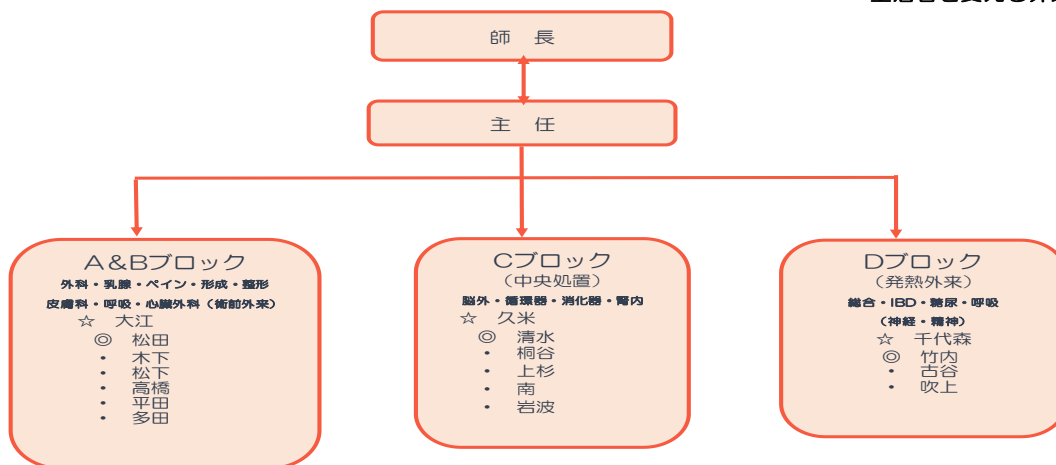 師 長
主 任
A&Bブロック
外科・乳腺・ペイン・形成・整形
皮膚科・呼吸・心臓外科（術前外来）
☆ 大江
◎ 松田
・ 木下
・ 松下
・ 高橋
・ 平田
・ 多田
Cブロック
（中央処置）
脳外・循環器・消化器・腎内
☆ 久米
◎ 清水
・ 桐谷
・ 上杉
・ 南
・ 岩波
Dブロック
（発熱外来）
総合・IBD・糖尿・呼吸
（神経・精神）
☆ 千代森
◎ 竹内
・ 古谷
・ 吹上